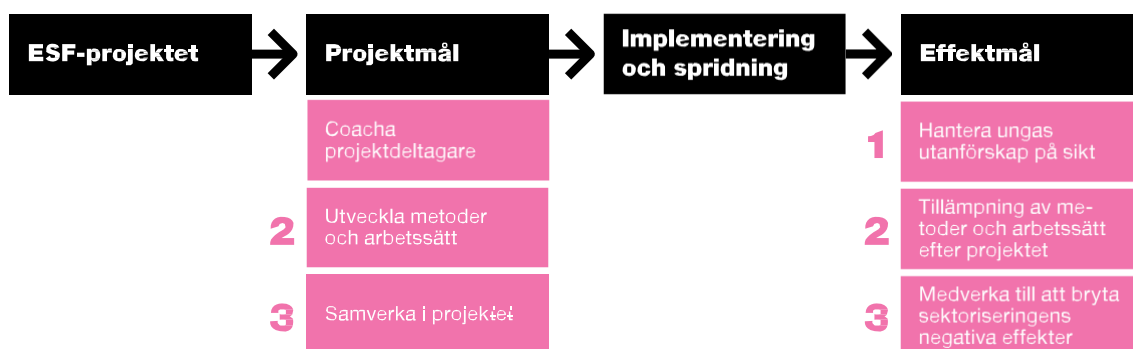 ESF-projektet
Projektmål
Implementering
och spridning
Effektmål
Coacha
projektdeltagare
2
Utveckla metoder
och arbetssätt
3
Samverka i projektet
1
Hantera ungas
utanförskap på sikt
2
Tillämpning av me-
toder och arbetssätt
efter projektet
3
Medverka till att bryta
sektoriseringens
negativa effekter